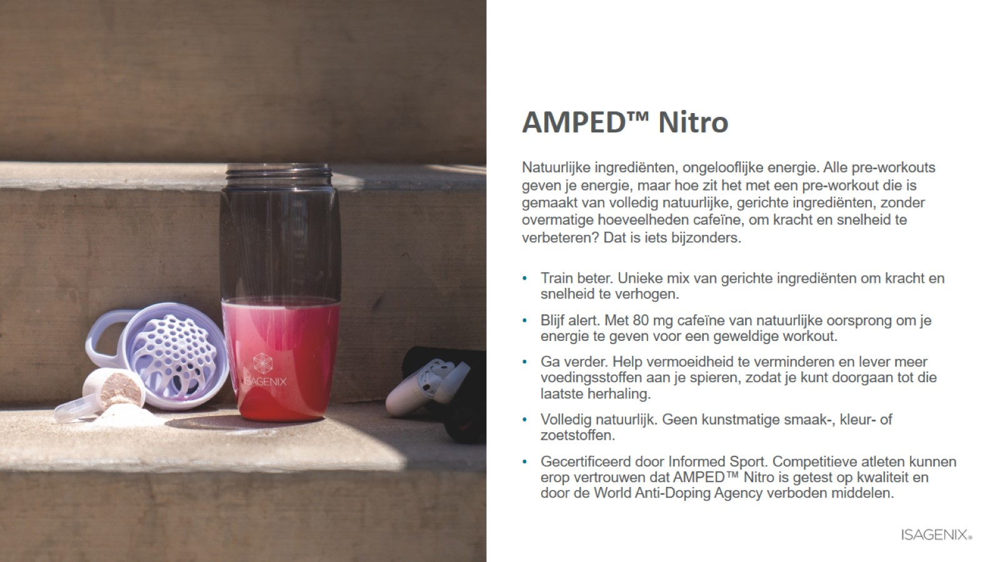 AMPED™ Nitro
Natuurlijke ingrediënten, ongelooflijke energie. Alle pre-workouts
geven je energie, maar hoe zit het met een pre-workout die is
gemaakt van volledig natuurlijke, gerichte ingrediënten, zonder
overmatige hoeveelheden cafeïne, om kracht en snelheid te
verbeteren? Dat is iets bijzonders.
• Train beter. Unieke mix van gerichte ingrediënten om kracht en
snelheid te verhogen.
• Blijf alert. Met 80 mg cafeïne van natuurlijke oorsprong om je
energie te geven voor een geweldige workout.
• Ga verder. Help vermoeidheid te verminderen en lever meer
voedingsstoffen aan je spieren, zodat je kunt doorgaan tot die
laatste herhaling.
• Volledig natuurlijk. Geen kunstmatige smaak-, kleur- of
zoetstoffen.
• Gecertificeerd door Informed Sport. Competitieve atleten kunnen
erop vertrouwen dat AMPED™ Nitro is getest op kwaliteit en
door de World Anti-Doping Agency verboden middelen.
ISAGENIX
ISAGENIX®